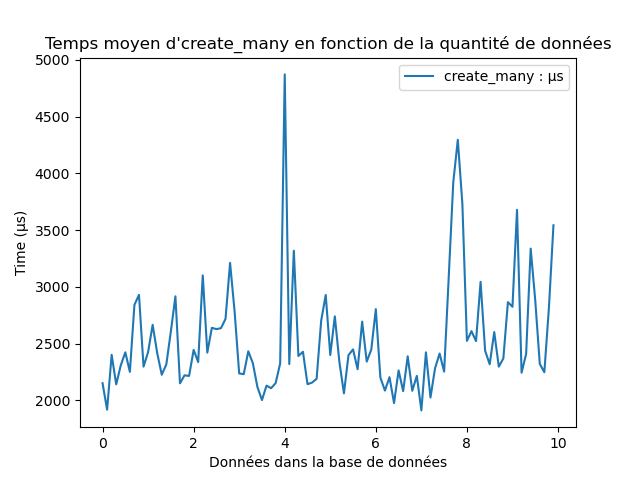 Temps moyen d'create_many en fonction de la quantité de données
create_many : µs
5000
4500
4000
3500
3000
2500
2000
Time (µs)
0 2 4 6 8 10
Données dans la base de données